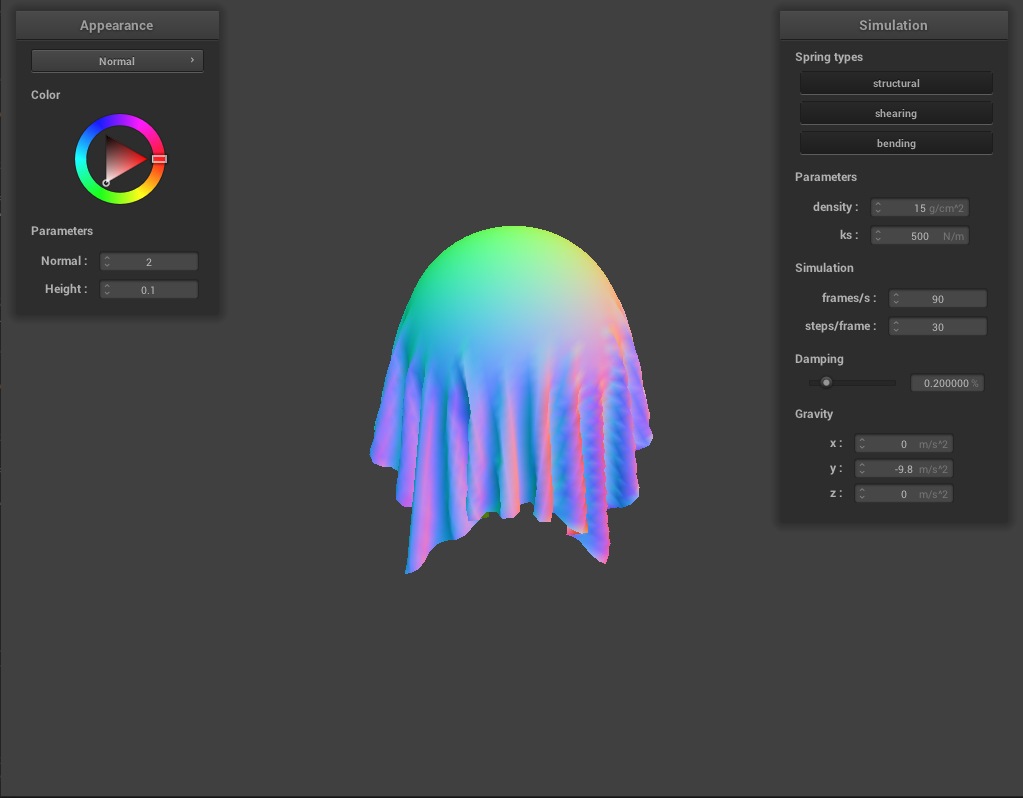 Appearance
Normal
Color
Parameters
Normal :
2
Height :
0.1
Simulation
Spring types
structural
shearing
bending
Parameters
density :
15 g/cm^2
ks :
500 N/m
Simulation
frames/s :
90
steps/frame :
30
Damping
0.200000 %
Gravity
x :
0 m/s^2
y :
-9.8 m/s^2
z :
0 m/s^2